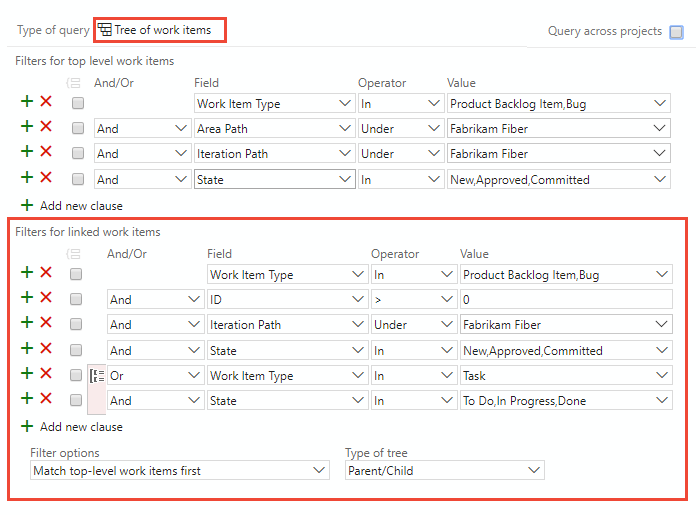 Type of query Tree of work items Query across projects
Filters for top level work items
And/Or Field Operator Value
Work Item Type In Product Backlog Item,Bug
And Area Path Under Fabrikam Fiber
And Iteration Path Under Fabrikam Fiber
And State In New,Approved,Committed
Add new clause
Filters for linked work items
And/Or Field Operator Value
Work Item Type In Product Backlog Item,Bug
And ID > 0
And Iteration Path Under Fabrikam Fiber
And State In New,Approved,Committed
Or Work Item Type In Task
And State In To Do,In Progress,Done
Add new clause
Filter options Type of tree
Match top-level work items first Parent/Child